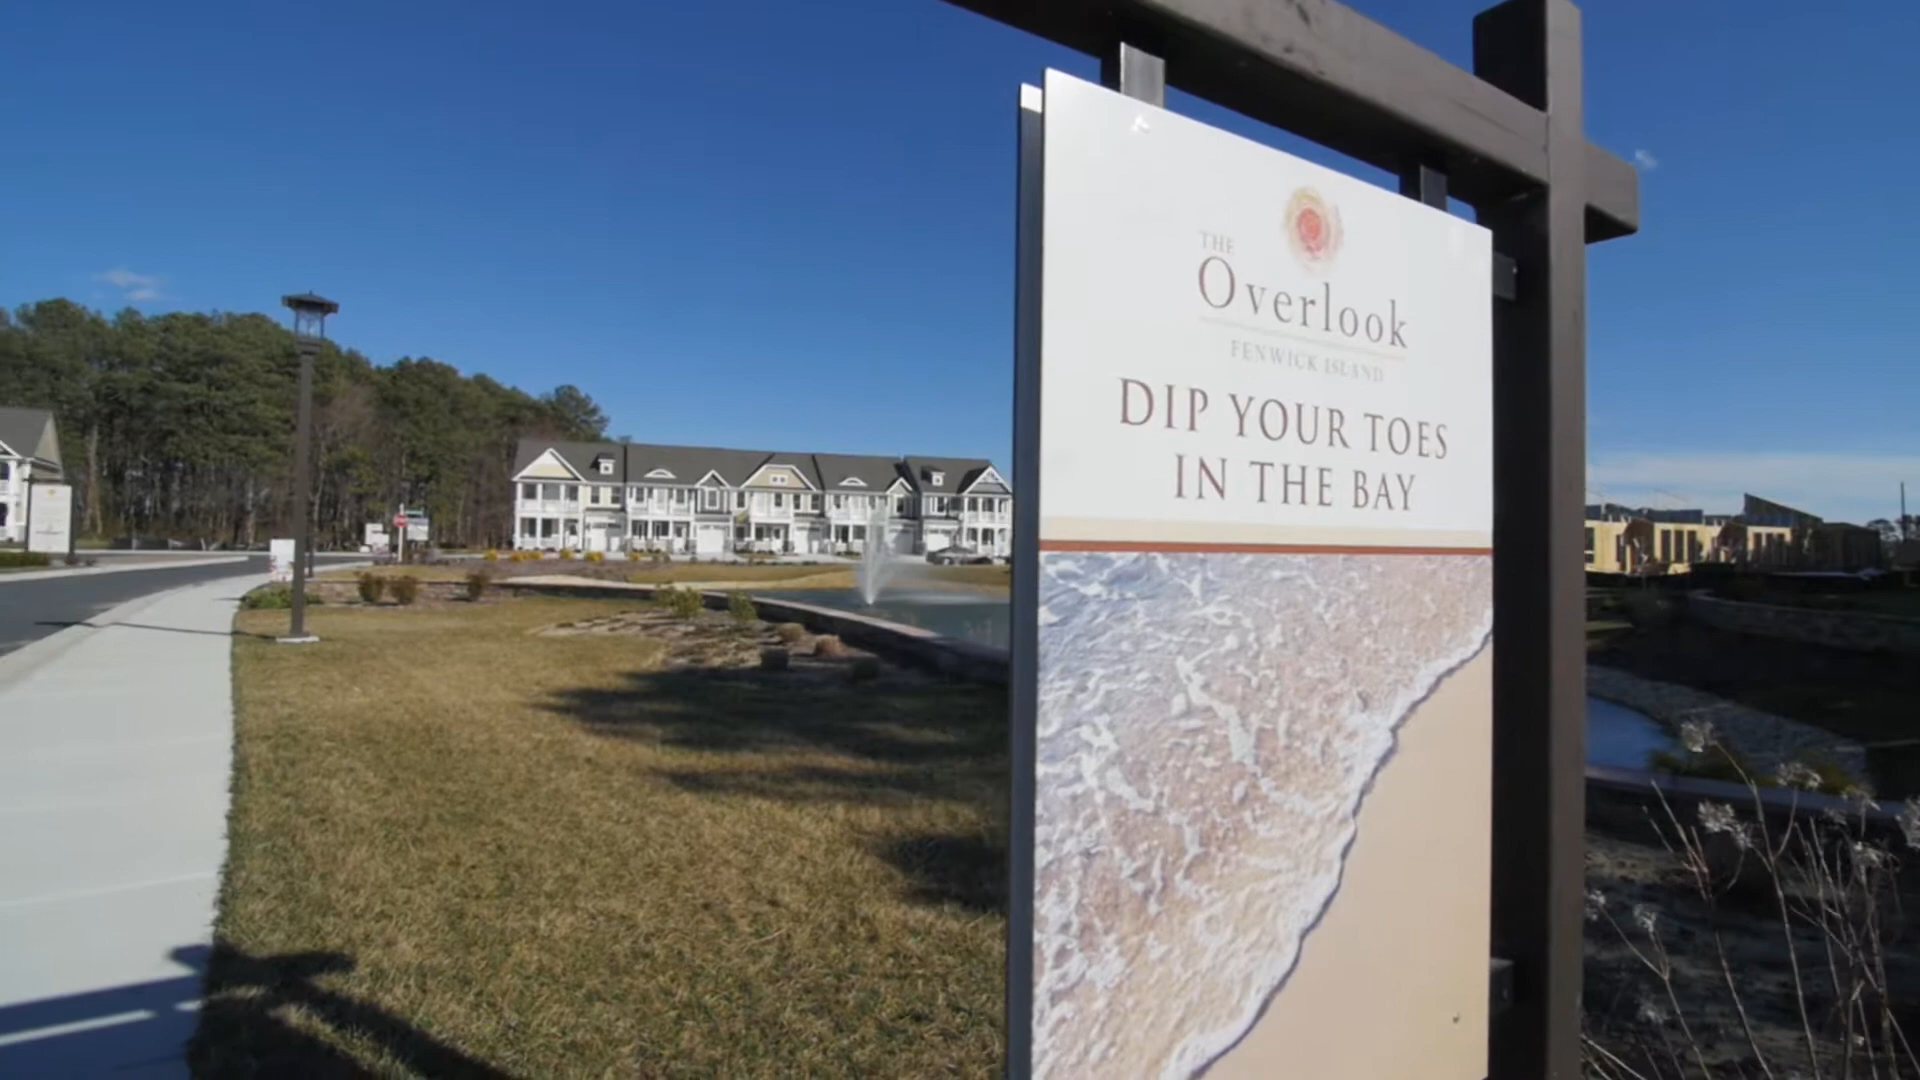 THE
Overlook
FENWICK ISLAND
DIP YOUR TOES
IN THE BAY